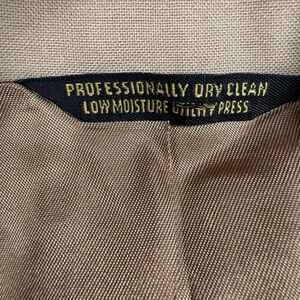 PROFESSIONALLY DRY CLEAN
LOW MOISTURE UTILITY PRESS